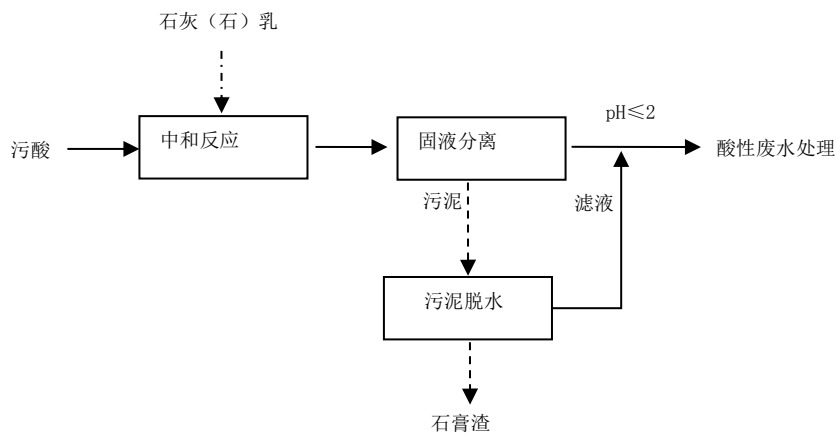 石灰（石）乳
pH≤2
污酸
中和反应
固液分离
酸性废水处理
污泥
滤液
污泥脱水
石膏渣